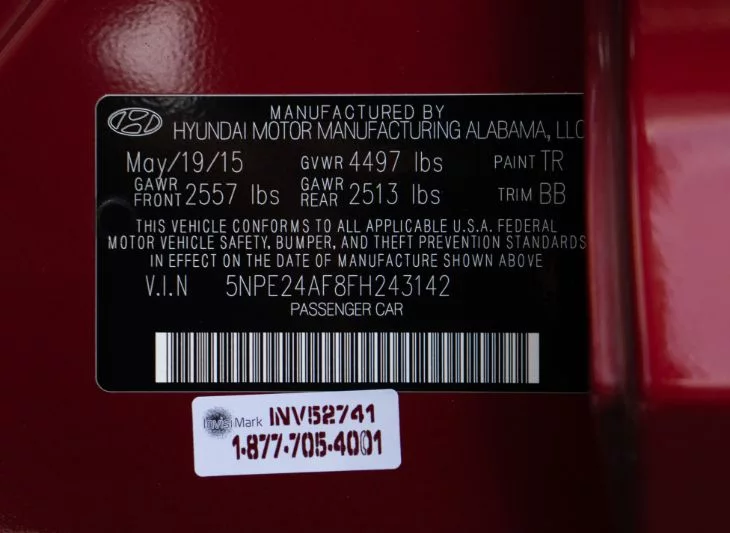 MANUFACTURED BY
HYUNDAI MOTOR MANUFACTURING ALABAMA, LLC
May/19/15 GVWR 4497 lbs PAINT TR
GAWR FRONT 2557 lbs GAWR REAR 2513 lbs TRIM BB
THIS VEHICLE CONFORMS TO ALL APPLICABLE U.S.A. FEDERAL
MOTOR VEHICLE SAFETY, BUMPER, AND THEFT PREVENTION STANDARDS
IN EFFECT ON THE DATE OF MANUFACTURE SHOWN ABOVE
V.I.N 5NPE24AF8FH243142
PASSENGER CAR
InvisiMark INV52741
1-877-705-4001